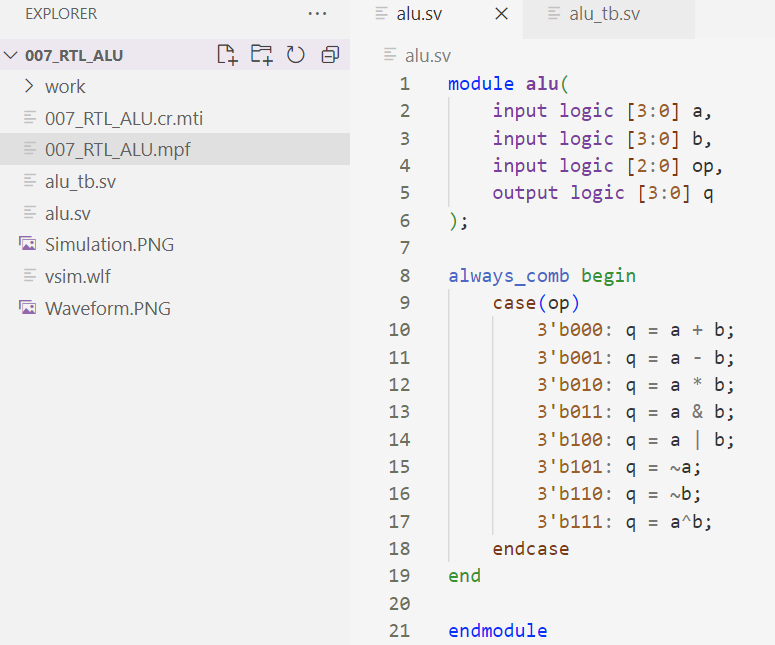 EXPLORER
007_RTL_ALU
work
007_RTL_ALU.cr.mti
007_RTL_ALU.mpf
alu_tb.sv
alu.sv
Simulation.PNG
vsim.wlf
Waveform.PNG
alu.sv alu_tb.sv
alu.sv
1 module alu(
2     input logic [3:0] a,
3     input logic [3:0] b,
4     input logic [2:0] op,
5     output logic [3:0] q
6 );
7
8 always_comb begin
9     case(op)
10         3'b000: q = a + b;
11         3'b001: q = a - b;
12         3'b010: q = a * b;
13         3'b011: q = a & b;
14         3'b100: q = a | b;
15         3'b101: q = ~a;
16         3'b110: q = ~b;
17         3'b111: q = a^b;
18     endcase
19 end
20
21 endmodule